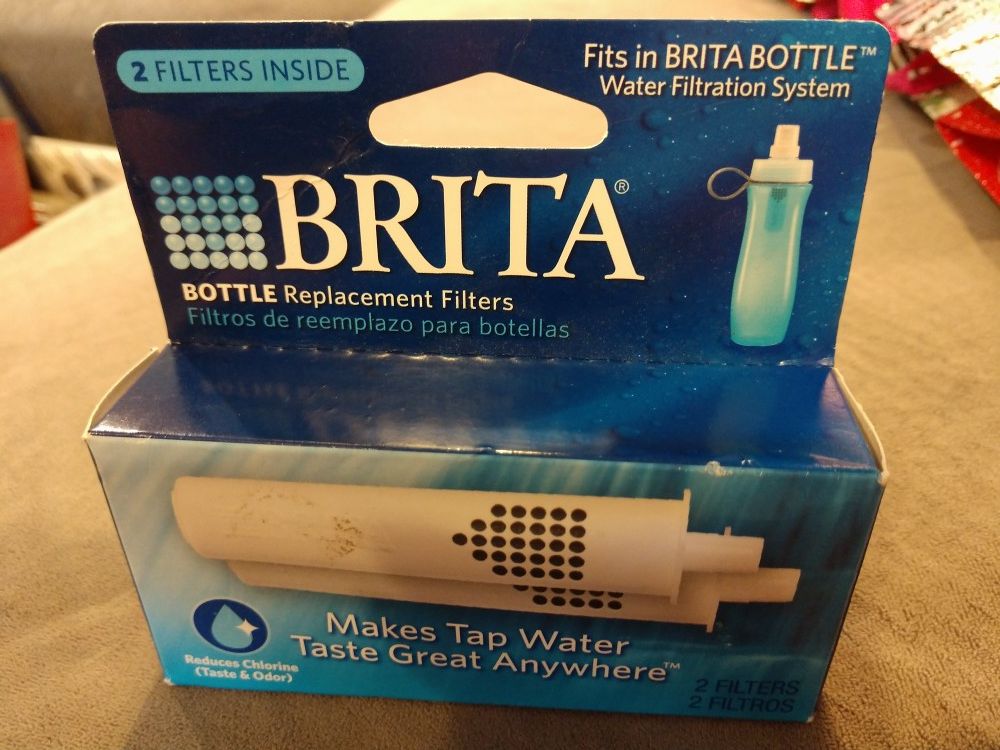 2 FILTERS INSIDE
Fits in BRITA BOTTLE™
Water Filtration System
BRITA®
BOTTLE Replacement Filters
Filtros de reemplazo para botellas
Makes Tap Water
Taste Great Anywhere™
Reduces Chlorine
(Taste & Odor)
2 FILTERS
2 FILTROS